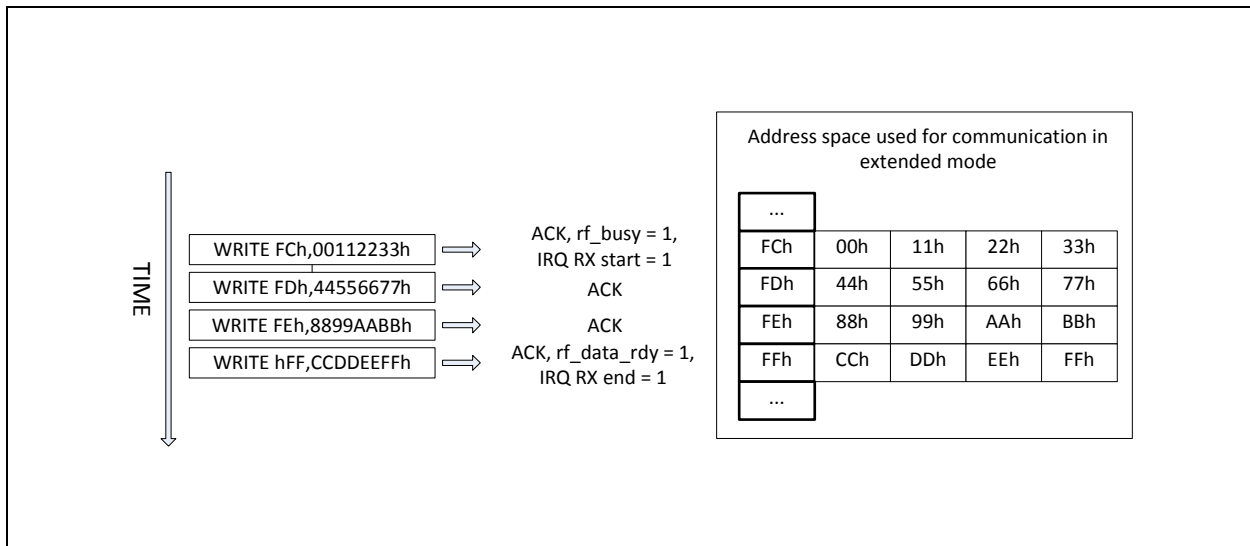 TIME
WRITE FCh,00112233h
ACK, rf_busy = 1,
IRQ RX start = 1
WRITE FDh,44556677h
ACK
WRITE FEh,8899AABBh
ACK
WRITE hFF,CCDDEEFFh
ACK, rf_data_rdy = 1,
IRQ RX end = 1
Address space used for communication in
extended mode
...
FCh 00h 11h 22h 33h
FDh 44h 55h 66h 77h
FEh 88h 99h AAh BBh
FFh CCh DDh EEh FFh
...